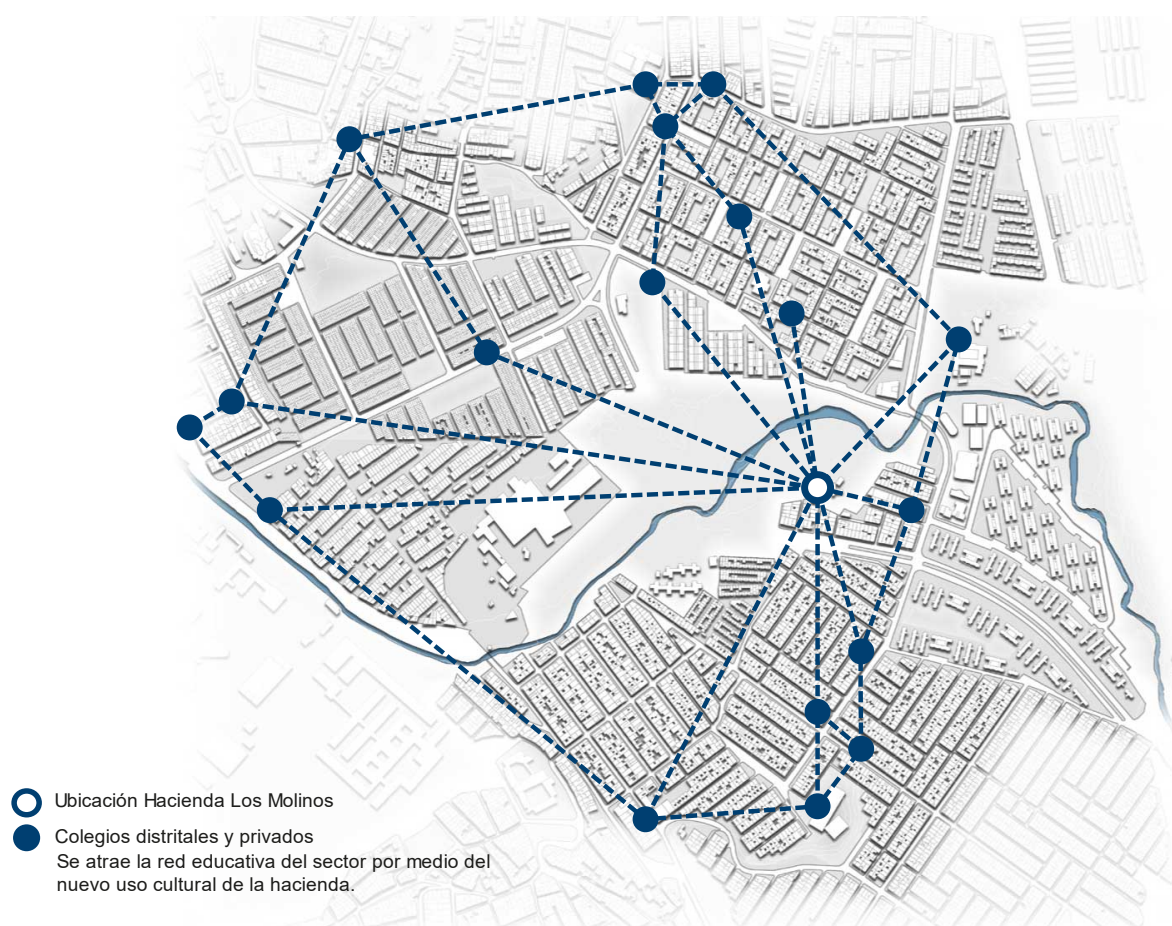 Ubicación Hacienda Los Molinos
Colegios distritales y privados
Se atrae la red educativa del sector por medio del
nuevo uso cultural de la hacienda.